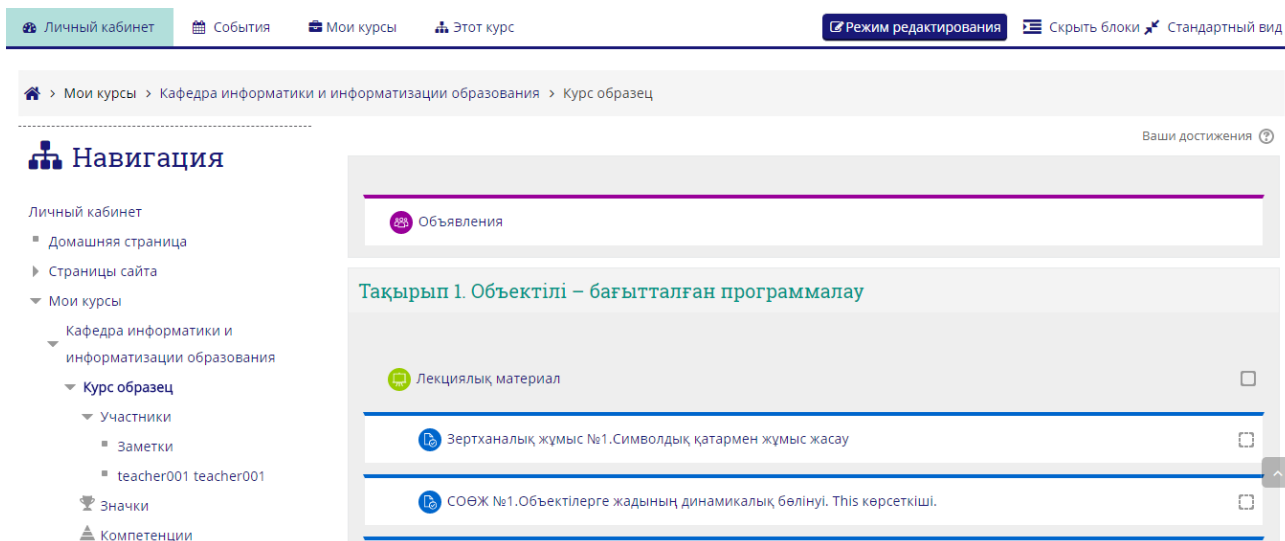 Личный кабинет События Мои курсы Этот курс Режим редактирования Скрыть блоки Стандартный вид
> Мои курсы > Кафедра информатики и информатизации образования > Курс образец
Ваши достижения
Навигация
Личный кабинет
Домашняя страница
Страницы сайта
Мои курсы
Кафедра информатики и
информатизации образования
Курс образец
Участники
Заметки
teacher001 teacher001
Значки
Компетенции
Объявления
Тақырып 1. Объектілі – бағытталған программалау
Лекциялық материал
Зертханалық жұмыс №1.Символдық қатармен жұмыс жасау
СОӨЖ №1.Объектілерге жадының динамикалық бөлінуі. This көрсеткіші.